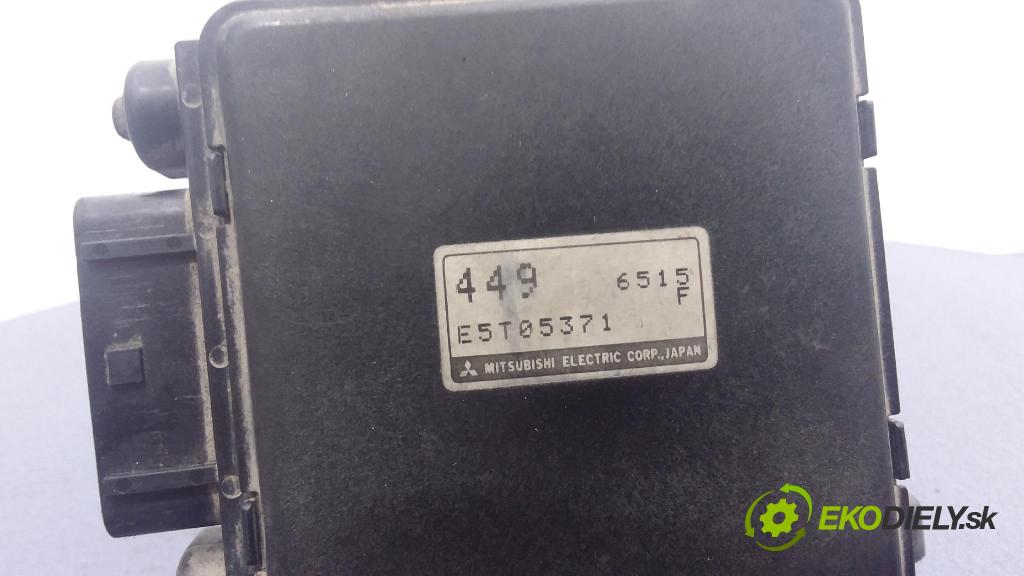 449 6515
F
E5T05371
MITSUBISHI ELECTRIC CORP.,JAPAN
EKODIELY.sk